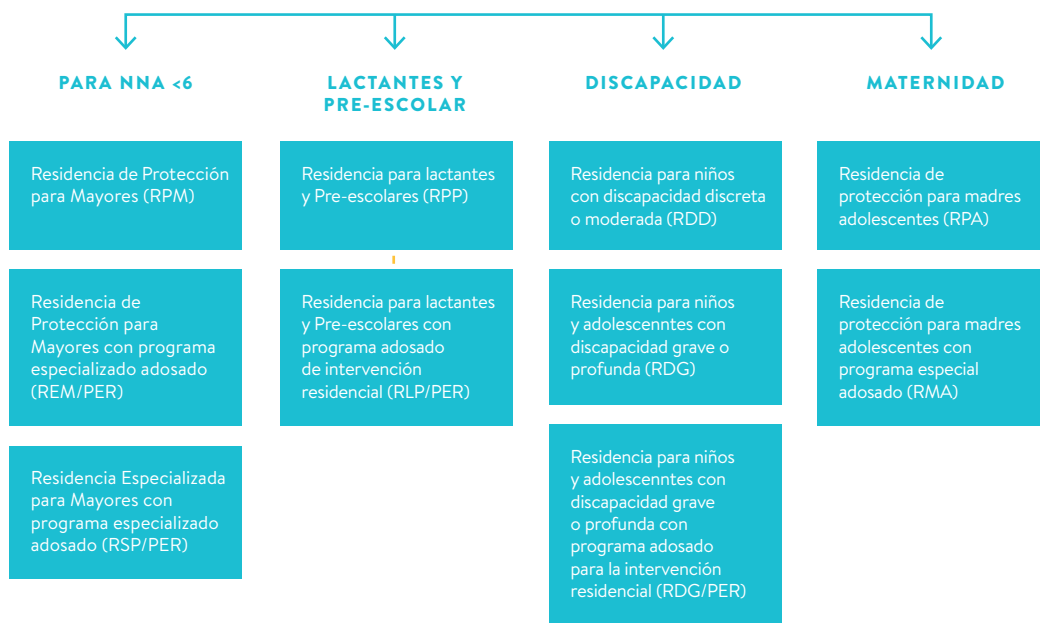 PARA NNA <6
Residencia de Protección
para Mayores (RPM)
Residencia de
Protección para
Mayores con programa
especializado adosado
(REM/PER)
Residencia Especializada
para Mayores con
programa especializado
adosado (RSP/PER)
LACTANTES Y
PRE-ESCOLAR
Residencia para lactantes
y Pre-escolares (RPP)
Residencia para lactantes
y Pre-escolares con
programa adosado
de intervención
residencial (RLP/PER)
DISCAPACIDAD
Residencia para niños
con discapacidad discreta
o moderada (RDD)
Residencia para niños
y adolescenntes con
discapacidad grave o
profunda (RDG)
Residencia para niños
y adolescenntes con
discapacidad grave
o profunda con
programa adosado
para la intervención
residencial (RDG/PER)
MATERNIDAD
Residencia de
protección para madres
adolescentes (RPA)
Residencia de
protección para madres
adolescentes con
programa especial
adosado (RMA)